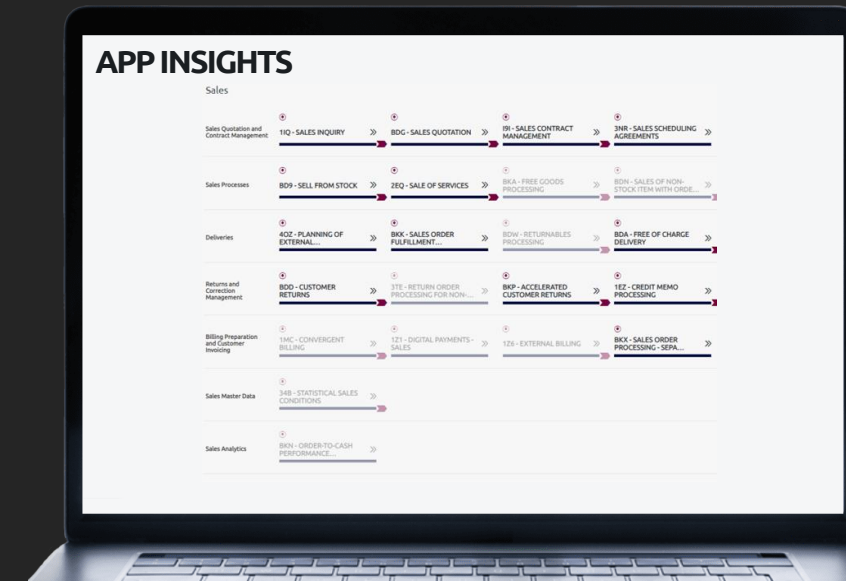 APP INSIGHTS
Sales
Sales Quotation and
Contract Management
1IQ - SALES INQUIRY
BDG - SALES QUOTATION
I9I - SALES CONTRACT
MANAGEMENT
3NR - SALES SCHEDULING
AGREEMENTS
Sales Processes
BD9 - SELL FROM STOCK
2EQ - SALE OF SERVICES
BKA - FREE GOODS
PROCESSING
BDN - SALES OF NON-
STOCK ITEM WITH ORDE...
Deliveries
4OZ - PLANNING OF
EXTERNAL...
BKK - SALES ORDER
FULFILLMENT...
BDW - RETURNABLES
PROCESSING
BDA - FREE OF CHARGE
DELIVERY
Returns and
Correction
Management
BDD - CUSTOMER
RETURNS
3TE - RETURN ORDER
PROCESSING FOR NON-...
BKP - ACCELERATED
CUSTOMER RETURNS
1EZ - CREDIT MEMO
PROCESSING
Billing Preparation
and Customer
Invoicing
1MC - CONVERGENT
BILLING
1Z1 - DIGITAL PAYMENTS -
SALES
1Z6 - EXTERNAL BILLING
BKX - SALES ORDER
PROCESSING - SEPA...
Sales Master Data
34B - STATISTICAL SALES
CONDITIONS
Sales Analytics
BKN - ORDER-TO-CASH
PERFORMANCE...